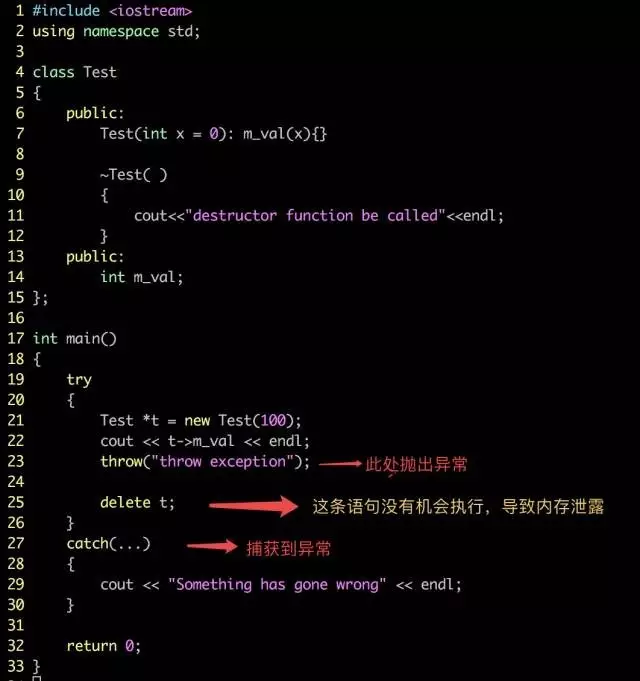 1 #include <iostream>
2 using namespace std;
3
4 class Test
5 {
6     public:
7         Test(int x = 0): m_val(x){}
8
9         ~Test( )
10         {
11             cout<<"destructor function be called"<<endl;
12         }
13     public:
14         int m_val;
15 };
16
17 int main()
18 {
19     try
20     {
21         Test *t = new Test(100);
22         cout << t->m_val << endl;
23         throw("throw exception"); 此处抛出异常
24
25         delete t; 这条语句没有机会执行，导致内存泄露
26     }
27     catch(...) 捕获到异常
28     {
29         cout << "Something has gone wrong" << endl;
30     }
31
32     return 0;
33 }